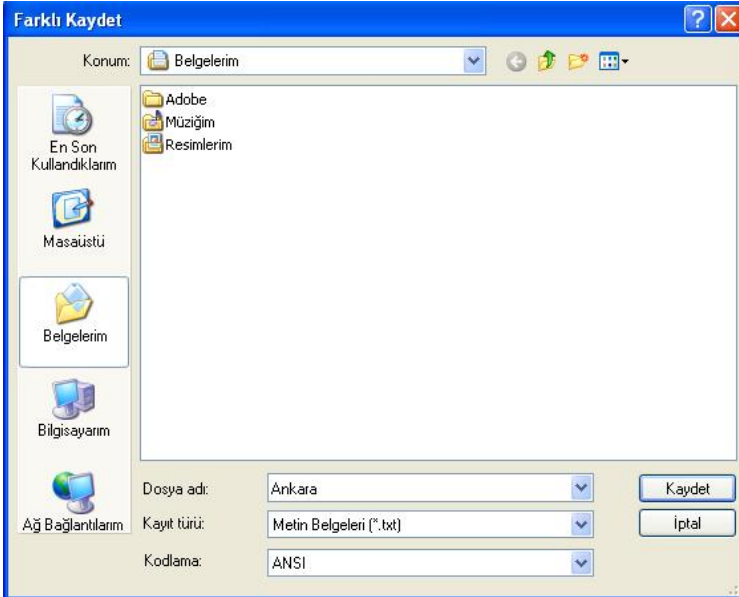 Farklı Kaydet
Konum:
Belgelerim
Adobe
Müziğim
Resimlerim
En Son
Kullandıklarım
Masaüstü
Belgelerim
Bilgisayarım
Ağ Bağlantılarım
Dosya adı:
Ankara
Kaydet
Kayıt türü:
Metin Belgeleri (*.txt)
İptal
Kodlama:
ANSI